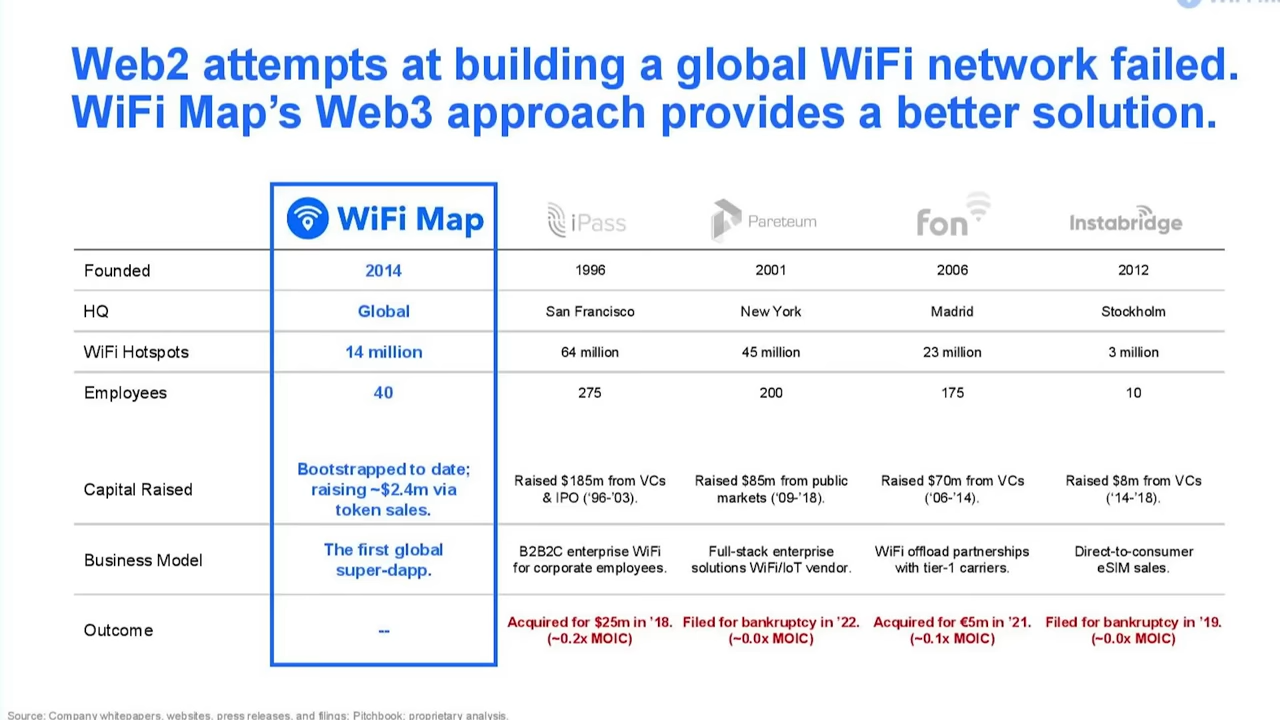 Web2 attempts at building a global WiFi network failed.
WiFi Map's Web3 approach provides a better solution.
WiFi Map
iPass
Pareteum
fon
Instabridge
Founded
2014
1996
2001
2006
2012
HQ
Global
San Francisco
New York
Madrid
Stockholm
WiFi Hotspots
14 million
64 million
45 million
23 million
3 million
Employees
40
275
200
175
10
Capital Raised
Bootstrapped to date;
raising ~$2.4m via
token sales.
Raised $185m from VCs
& IPO ('96-'03).
Raised $85m from public
markets ('09-'18).
Raised $70m from VCs
('06-'14).
Raised $8m from VCs
('14-'18).
Business Model
The first global
super-dapp.
B2B2C enterprise WiFi
for corporate employees.
Full-stack enterprise
solutions WiFi/IoT vendor.
WiFi offload partnerships
with tier-1 carriers.
Direct-to-consumer
eSIM sales.
Outcome
--
Acquired for $25m in '18.
(~0.2x MOIC)
Filed for bankruptcy in '22.
(~0.0x MOIC)
Acquired for €5m in '21.
(~0.1x MOIC)
Filed for bankruptcy in '19.
(~0.0x MOIC)
Source: Company whitepapers, websites, press releases, and filings; Pitchbook; proprietary analysis.